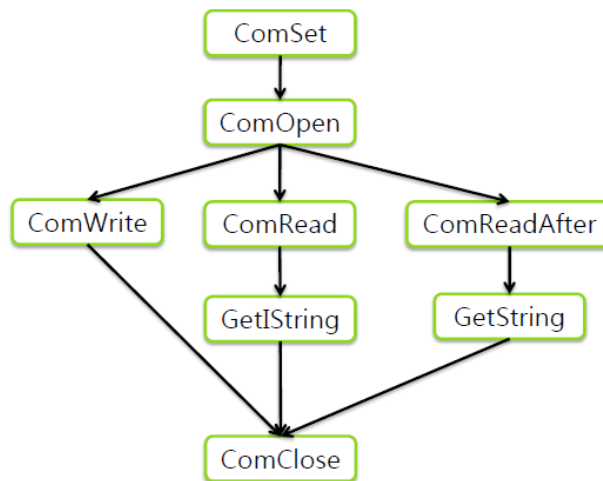 ComSet
ComOpen
ComWrite
ComRead
ComReadAfter
GetIString
GetString
ComClose